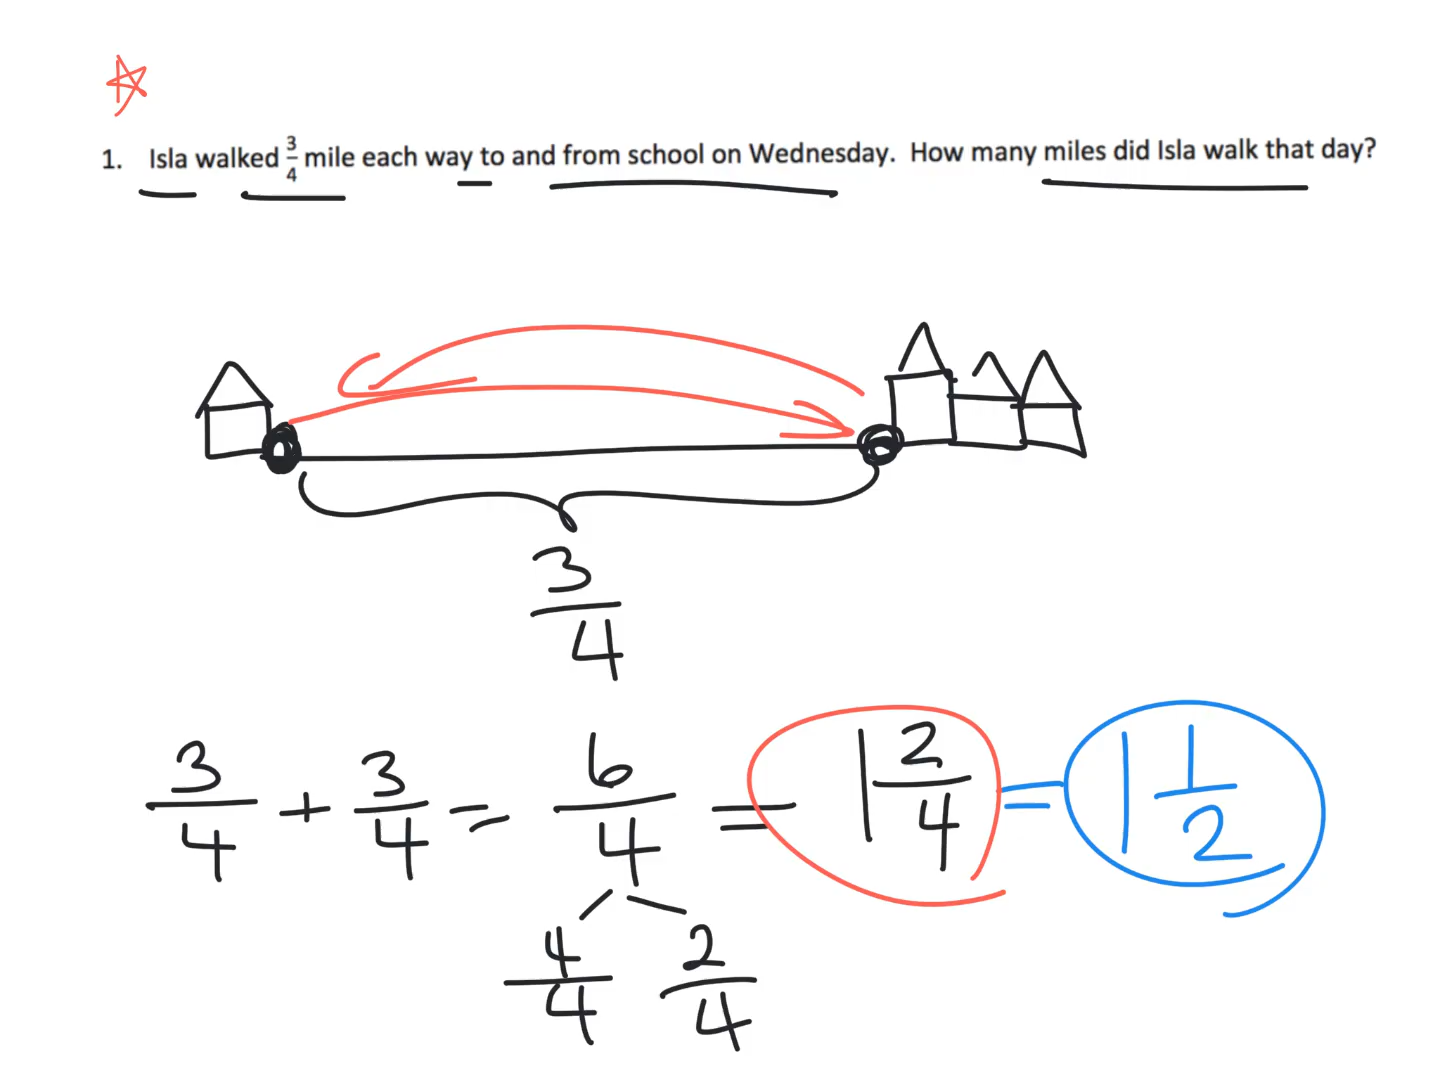 1. Isla walked 3/4 mile each way to and from school on Wednesday. How many miles did Isla walk that day?
3/4
3/4 + 3/4 = 6/4 = 1 2/4 = 1 1/2
4/4 2/4